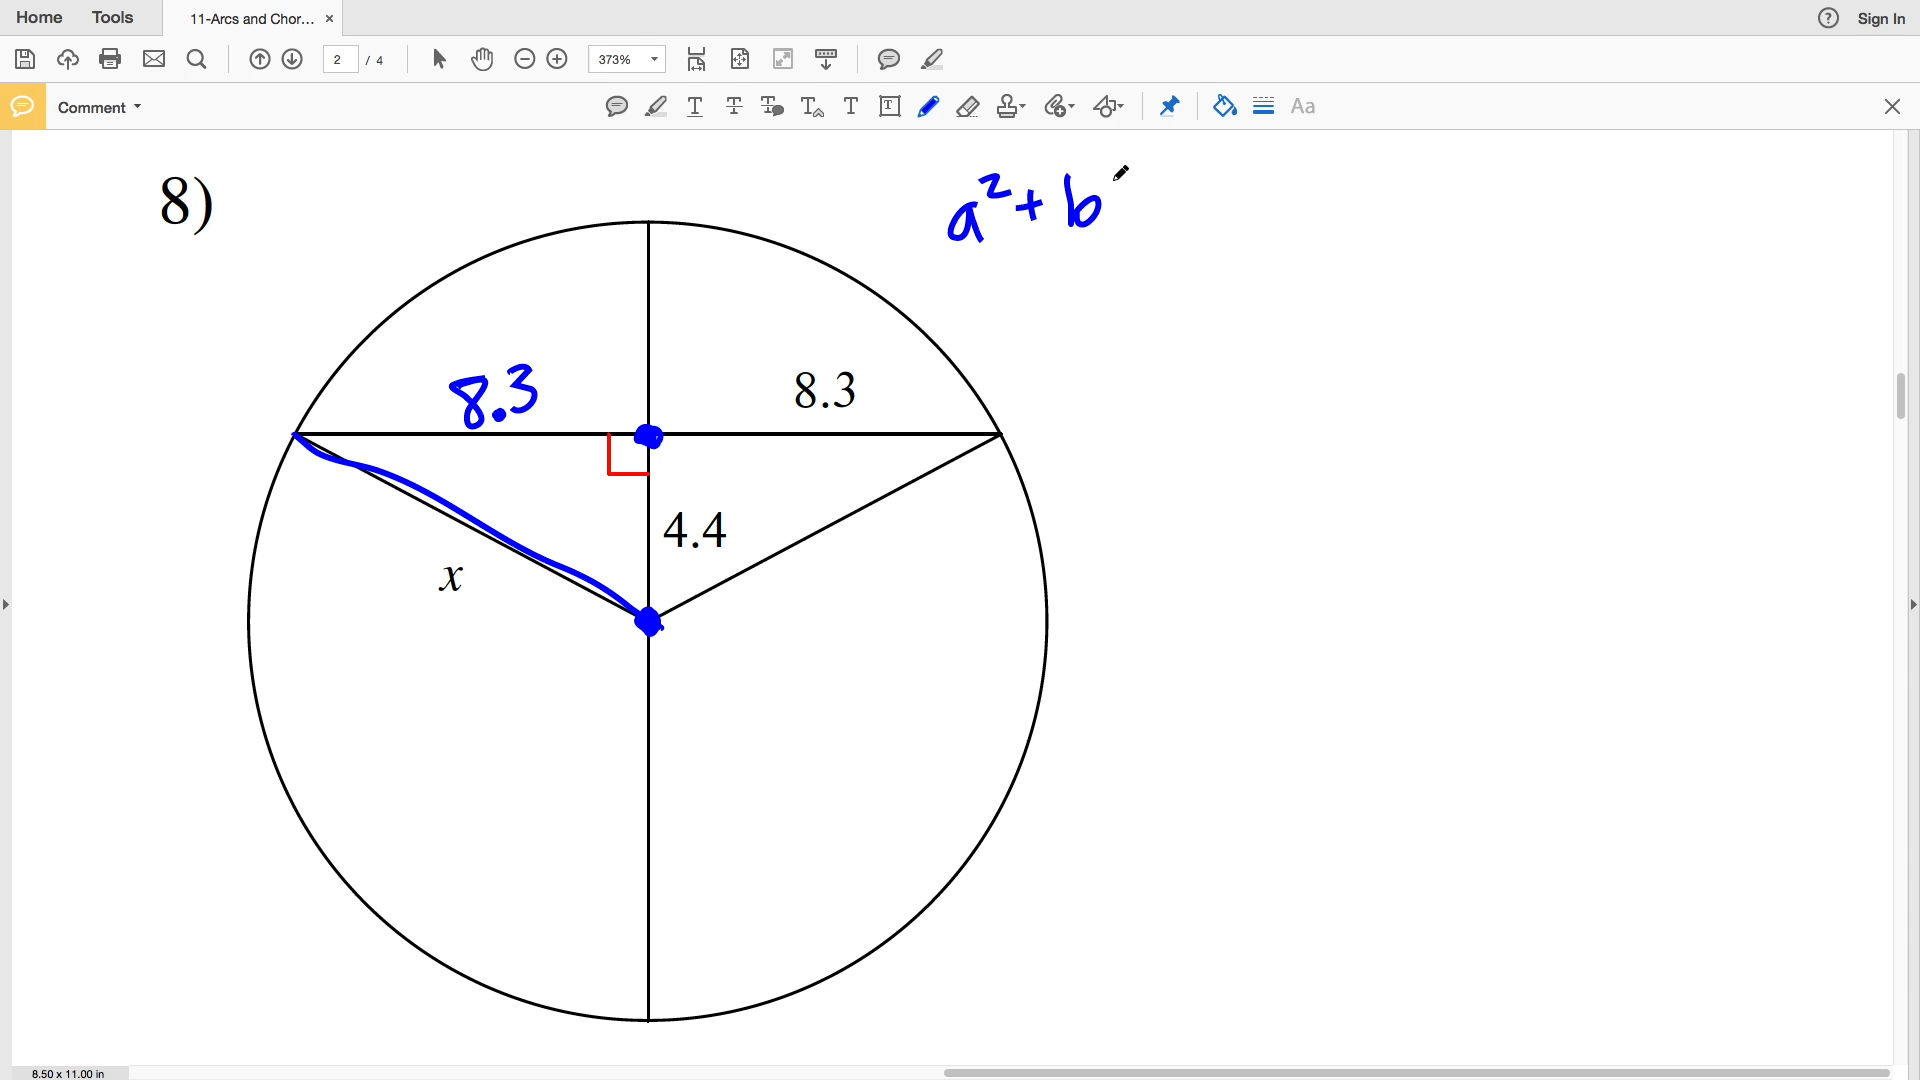 Home Tools 11-Arcs and Chor... × ? Sign In
2 / 4 373%
Comment T T T T T T Aa
8)
a²+b
8.3 8.3
4.4
x
8.50 x 11.00 in